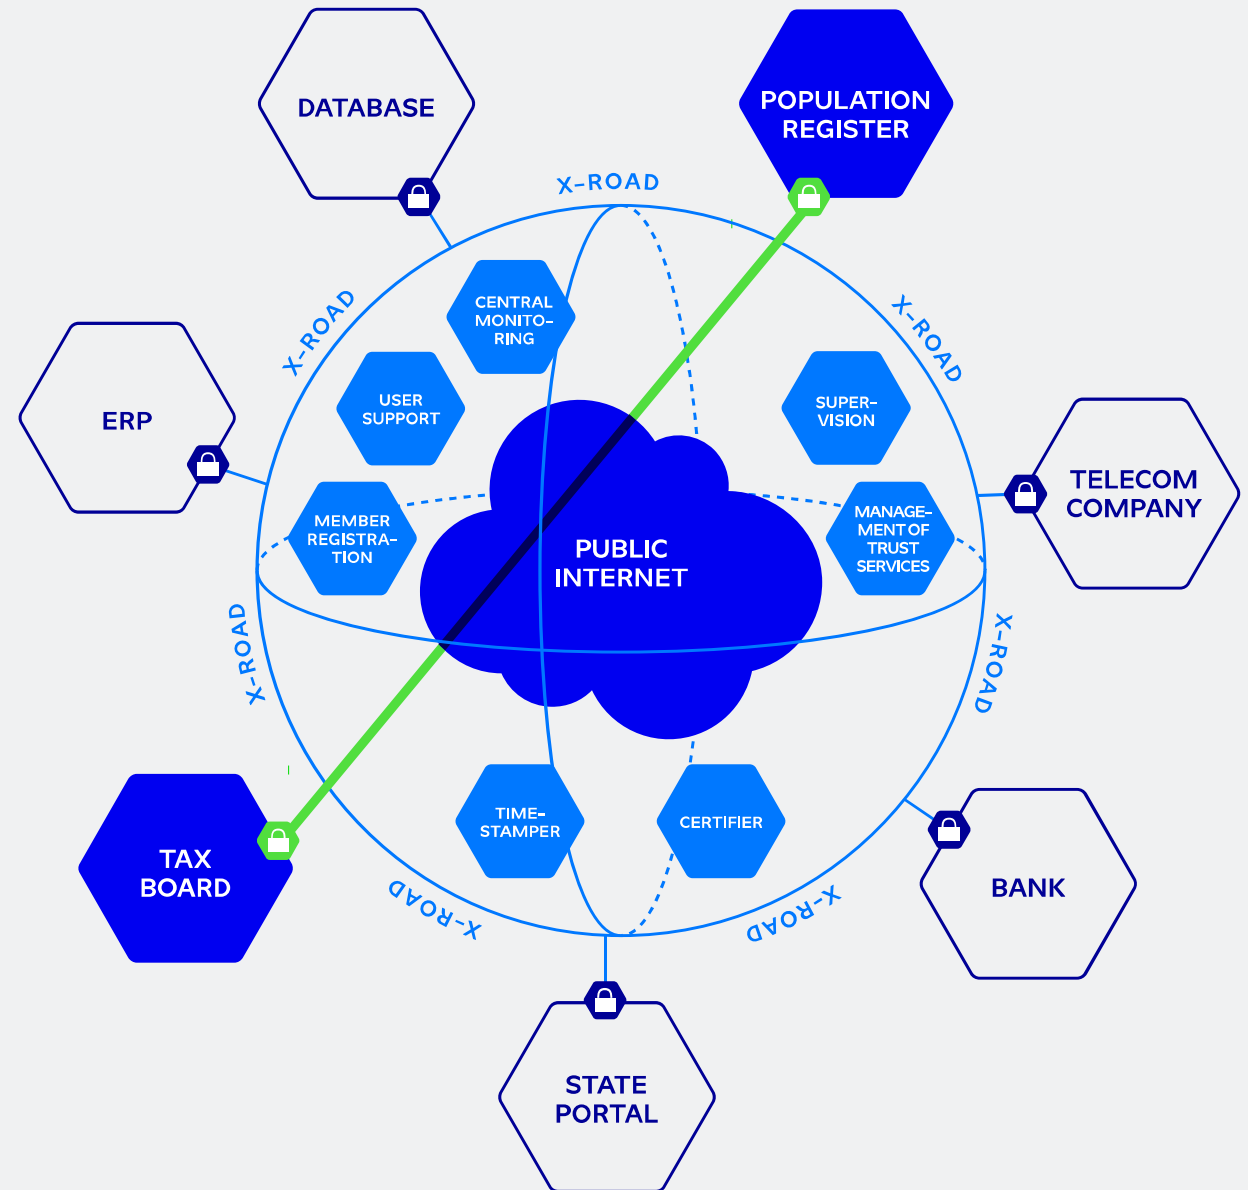 DATABASE
POPULATION
REGISTER
X-ROAD
X-ROAD
X-ROAD
CENTRAL
MONITO-
RING
USER
SUPPORT
SUPER-
VISION
ERP
TELECOM
COMPANY
MEMBER
REGISTRA-
TION
MANAGE-
MENT OF
TRUST
SERVICES
PUBLIC
INTERNET
X-ROAD
X-ROAD
TIME-
STAMPER
CERTIFIER
TAX
BOARD
BANK
X-ROAD
X-ROAD
STATE
PORTAL